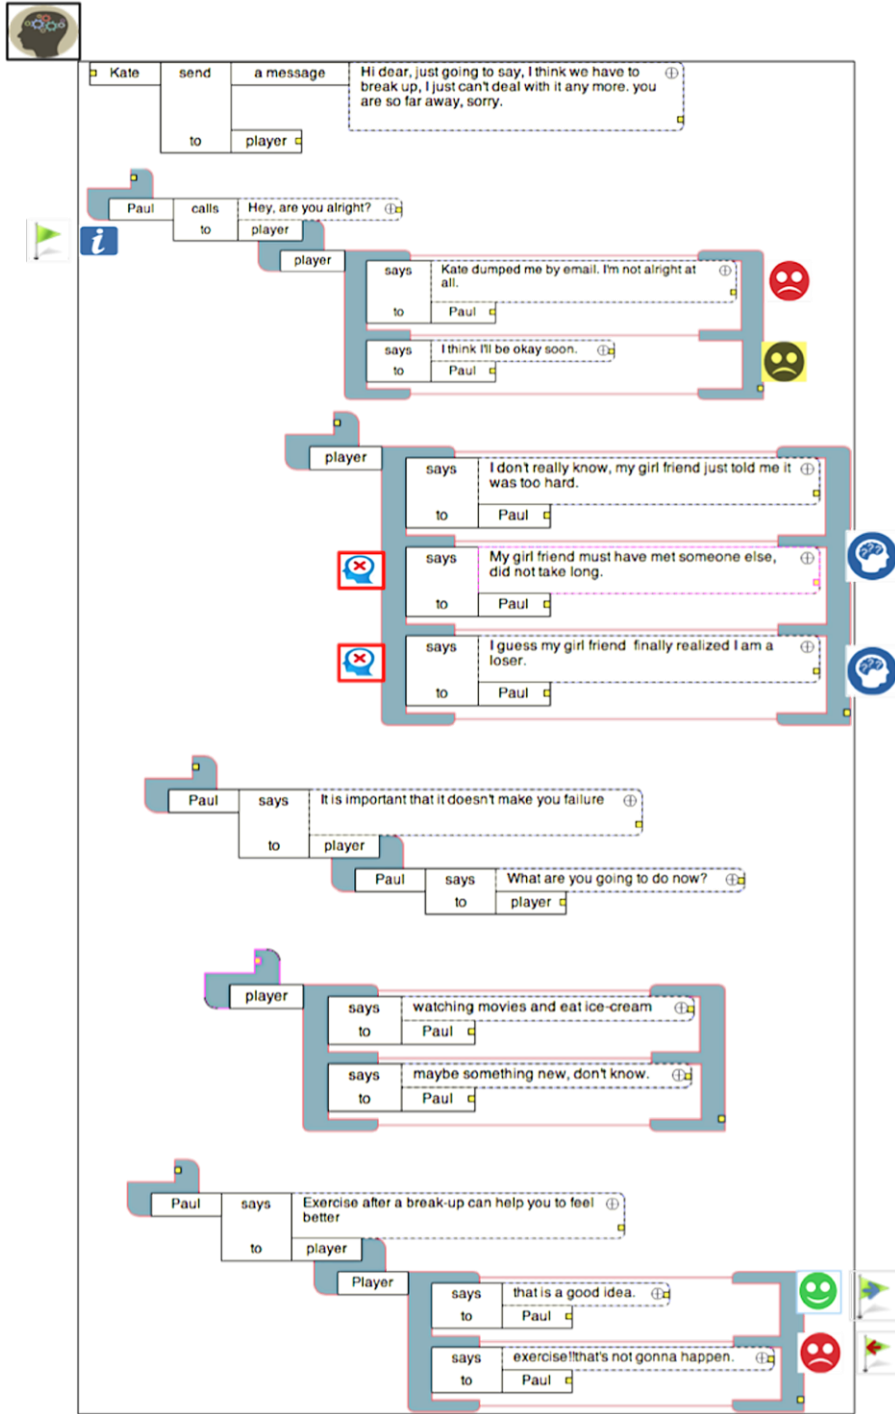 Kate send a message Hi dear, just going to say, I think we have to
break up, I just can't deal with it any more. you
are so far away, sorry.
to player
Paul calls Hey, are you alright?
to player
i
player
says Kate dumped me by email. I'm not alright at
all.
to Paul
says I think I'll be okay soon.
to Paul
player
says I don't really know, my girl friend just told me it
was too hard.
to Paul
says My girl friend must have met someone else,
did not take long.
to Paul
says I guess my girl friend finally realized I am a
loser.
to Paul
Paul says It is important that it doesn't make you failure
to player
Paul says What are you going to do now?
to player
player
says watching movies and eat ice-cream
to Paul
says maybe something new, don't know.
to Paul
Paul says Exercise after a break-up can help you to feel
better
to player
Player
says that is a good idea.
to Paul
says exercise!!that's not gonna happen.
to Paul